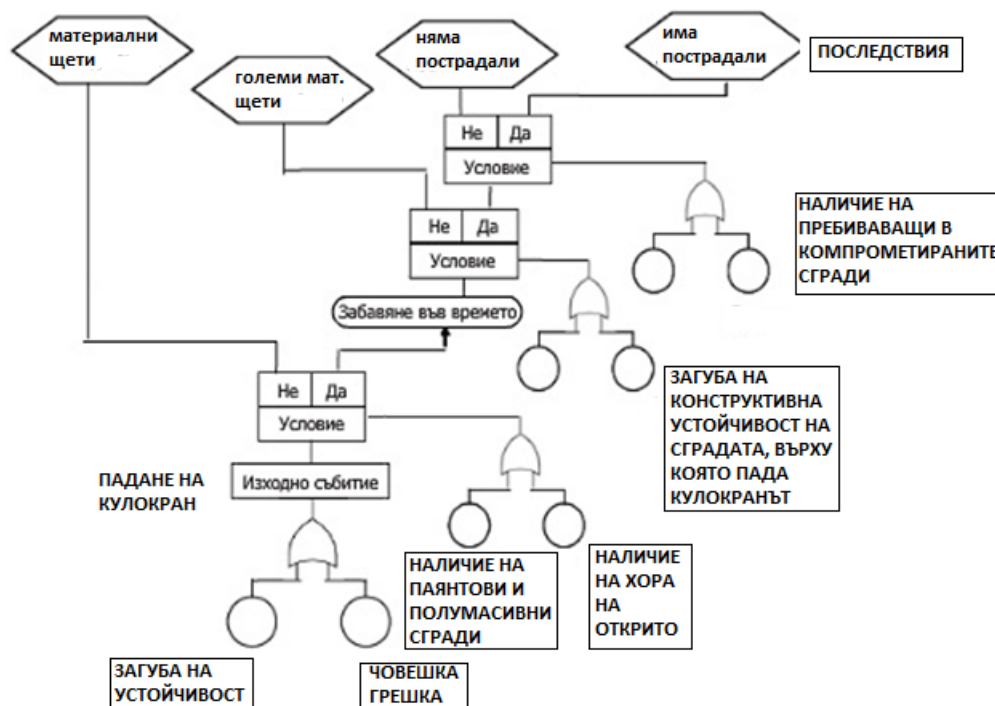 материални
щети
няма
пострадали
има
пострадали
ПОСЛЕДСТВИЯ
големи мат.
щети
Не
Да
Условие
НАЛИЧИЕ НА
ПРЕБИВАВАЩИ В
КОМПРОМЕТИРАНИТЕ
СГРАДИ
Не
Да
Условие
Забавяне във времето
ЗАГУБА НА
КОНСТРУКТИВНА
УСТОЙЧИВОСТ НА
СГРАДАТА, ВЪРХУ
КОЯТО ПАДА
КУЛОКРАНЪТ
Не
Да
Условие
ПАДАНЕ НА
КУЛОКРАН
Изходно събитие
НАЛИЧИЕ НА
ПАЯНТОВИ И
ПОЛУМАСИВНИ
СГРАДИ
НАЛИЧИЕ
НА ХОРА
НА
ОТКРИТО
ЗАГУБА НА
УСТОЙЧИВОСТ
ЧОВЕШКА
ГРЕШКА